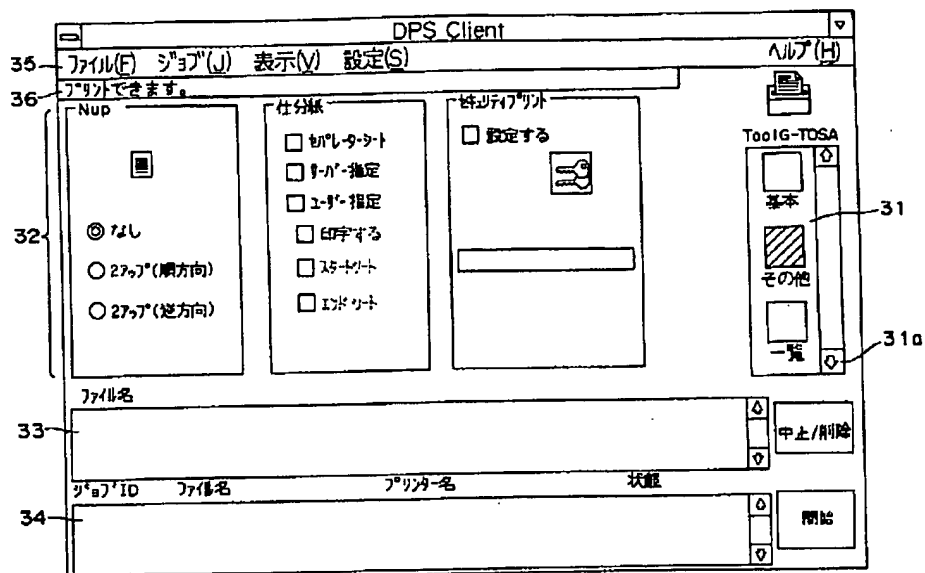 DPS Client
35 ファイル(F) ジョブ(J) 表示(V) 設定(S) ヘルプ(H)
36 プリントできます。
Nup
なし
2アップ(順方向)
2アップ(逆方向)
32
仕分紙
セパレーターシート
サーバー指定
ユーザー指定
印字する
スタートシート
エンドシート
セキュリティプリント
設定する
ToolG-TOSA
基本
その他
一覧
31
31a
ファイル名
33
中止/削除
ジョブID ファイル名 プリンター名 状態
34
開始